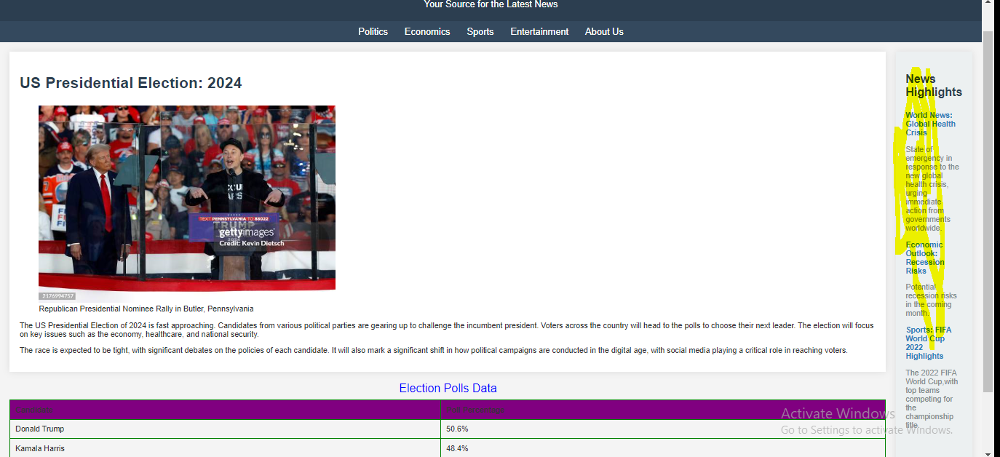 Your Source for the Latest News
Politics
Economics
Sports
Entertainment
About Us
US Presidential Election: 2024
TEXT PENNSYLVANIA TO 88022
TRUMP
gettyimages
Credit: Kevin Dietsch
2176994757
Republican Presidential Nominee Rally in Butler, Pennsylvania
The US Presidential Election of 2024 is fast approaching. Candidates from various political parties are gearing up to challenge the incumbent president. Voters across the country will head to the polls to choose their next leader. The election will focus
on key issues such as the economy, healthcare, and national security.
The race is expected to be tight, with significant debates on the policies of each candidate. It will also mark a significant shift in how political campaigns are conducted in the digital age, with social media playing a critical role in reaching voters.
Election Polls Data
Candidate
Poll Percentage
Donald Trump
50.6%
Kamala Harris
48.4%
News
Highlights
World News:
Global Health
Crisis
State of
emergency in
response to the
new global
health crisis,
urging
immediate
action from
governments
worldwide.
Economic
Outlook:
Recession
Risks
Potential
recession risks
in the coming
month.
Sports: FIFA
World Cup
2022
Highlights
The 2022 FIFA
World Cup,with
top teams
competing for
the
championship
title.
Activate Windows
Go to Settings to activate Windows.